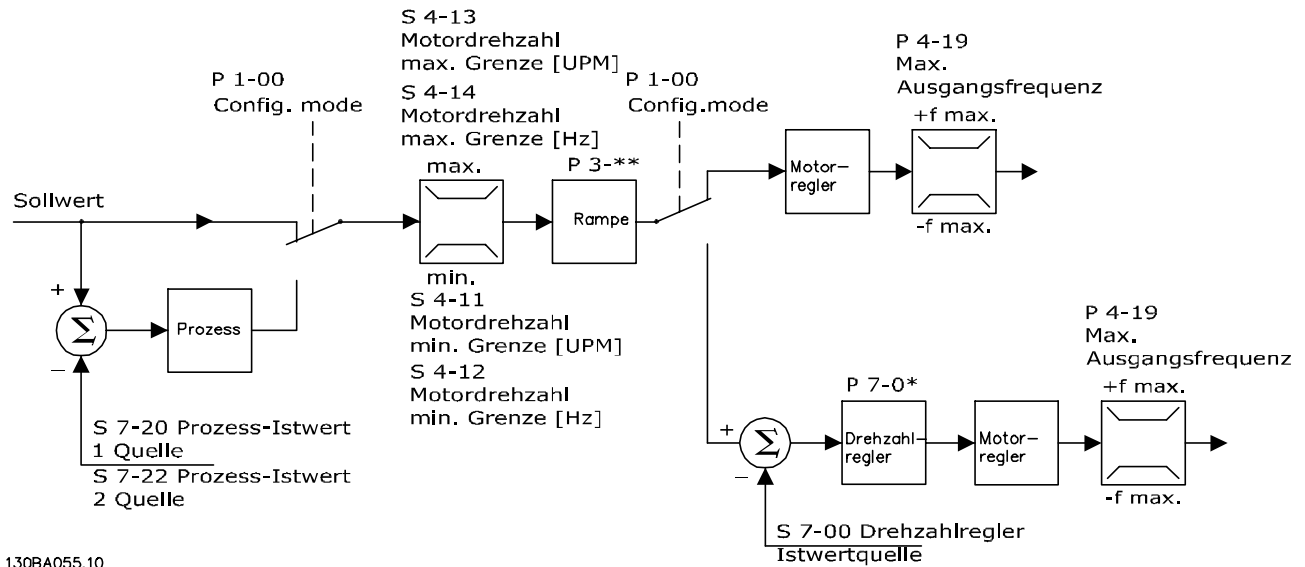 S 4-13
Motordrehzahl
max. Grenze [UPM]
S 4-14
Motordrehzahl
max. Grenze [Hz]
P 1-00
Config. mode
P 1-00
Config.mode
P 4-19
Max.
Ausgangsfrequenz
+f max.
max.
P 3-**
Motor-
regler
Sollwert
Rampe
-f max.
min.
S 4-11
Motordrehzahl
min. Grenze [UPM]
S 4-12
Motordrehzahl
min. Grenze [Hz]
+
Σ
−
Prozess
S 7-20 Prozess-Istwert
1 Quelle
S 7-22 Prozess-Istwert
2 Quelle
P 4-19
Max.
Ausgangsfrequenz
+f max.
P 7-0*
+
Σ
−
Drehzahl-
regler
Motor-
regler
-f max.
S 7-00 Drehzahlregler
Istwertquelle
130BA055.10